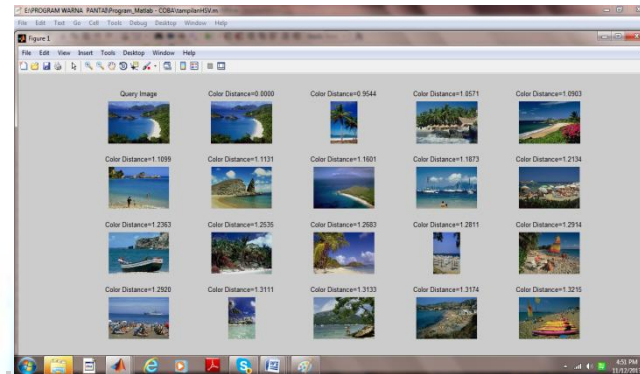 E:\PROGRAM WARNA PANTAI\Program_Matlab - COBA\tampilanHSV.m
File Edit Text Go Cell Tools Debug Desktop Window Help
Figure 1
File Edit View Insert Tools Desktop Window Help
Query Image Color Distance=0.0000 Color Distance=0.9544 Color Distance=1.0571 Color Distance=1.0903
Color Distance=1.1099 Color Distance=1.1131 Color Distance=1.1601 Color Distance=1.1873 Color Distance=1.2134
Color Distance=1.2363 Color Distance=1.2535 Color Distance=1.2683 Color Distance=1.2811 Color Distance=1.2914
Color Distance=1.2920 Color Distance=1.3111 Color Distance=1.3133 Color Distance=1.3174 Color Distance=1.3215
4:51 PM